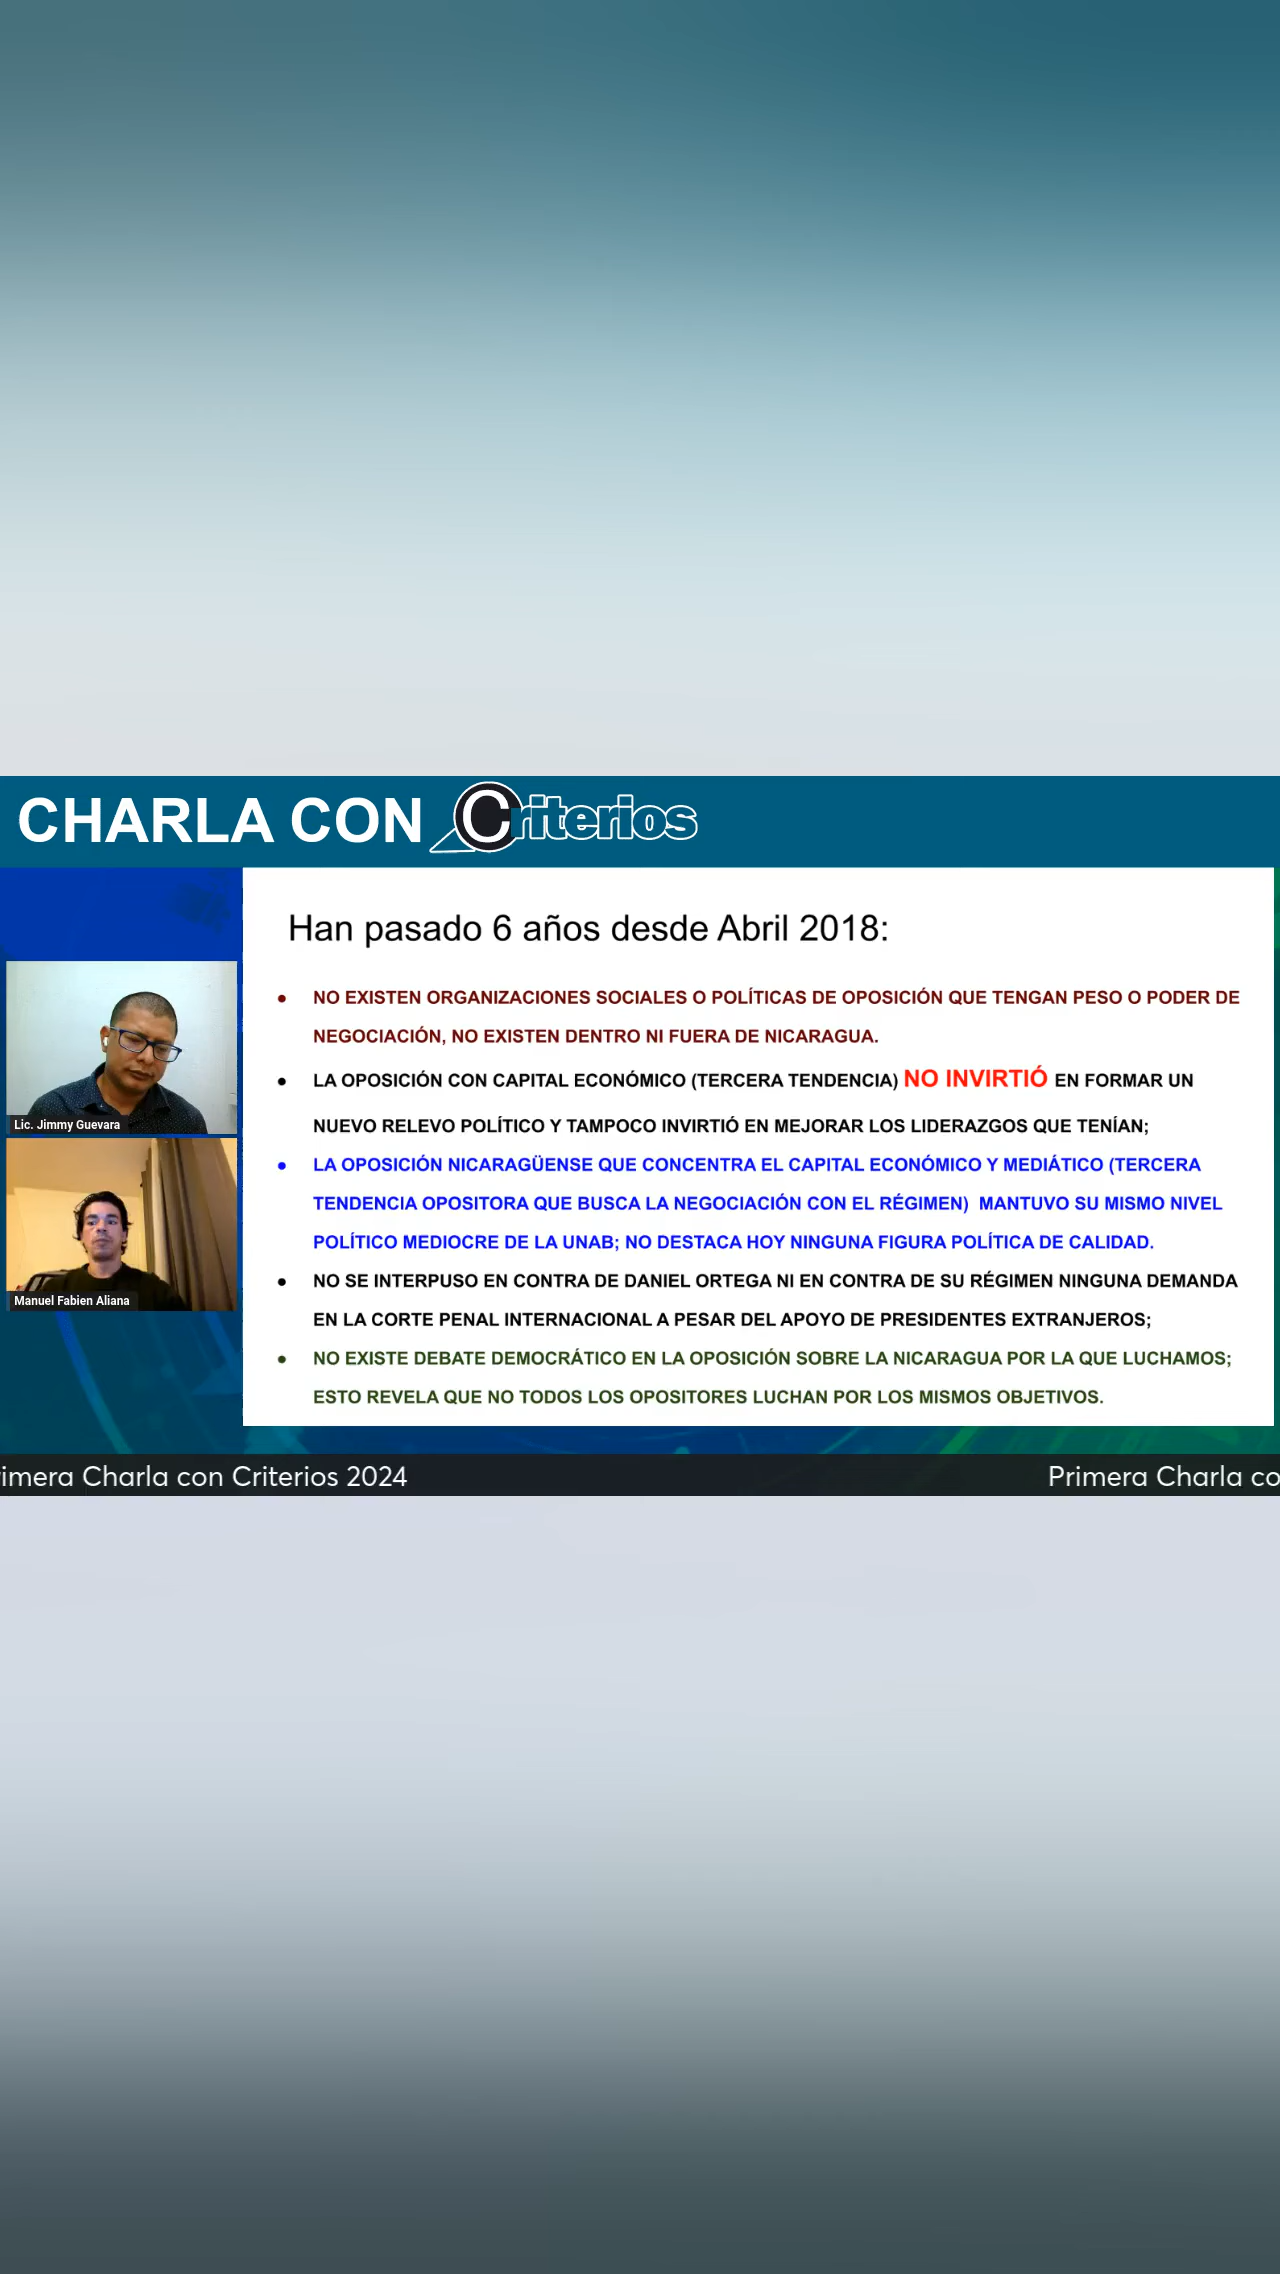 CHARLA CON Criterios
Han pasado 6 años desde Abril 2018:
● NO EXISTEN ORGANIZACIONES SOCIALES O POLÍTICAS DE OPOSICIÓN QUE TENGAN PESO O PODER DE
NEGOCIACIÓN, NO EXISTEN DENTRO NI FUERA DE NICARAGUA.
● LA OPOSICIÓN CON CAPITAL ECONÓMICO (TERCERA TENDENCIA) NO INVIRTIÓ EN FORMAR UN
NUEVO RELEVO POLÍTICO Y TAMPOCO INVIRTIÓ EN MEJORAR LOS LIDERAZGOS QUE TENÍAN;
● LA OPOSICIÓN NICARAGÜENSE QUE CONCENTRA EL CAPITAL ECONÓMICO Y MEDIÁTICO (TERCERA
TENDENCIA OPOSITORA QUE BUSCA LA NEGOCIACIÓN CON EL RÉGIMEN) MANTUVO SU MISMO NIVEL
POLÍTICO MEDIOCRE DE LA UNAB; NO DESTACA HOY NINGUNA FIGURA POLÍTICA DE CALIDAD.
● NO SE INTERPUSO EN CONTRA DE DANIEL ORTEGA NI EN CONTRA DE SU RÉGIMEN NINGUNA DEMANDA
EN LA CORTE PENAL INTERNACIONAL A PESAR DEL APOYO DE PRESIDENTES EXTRANJEROS;
● NO EXISTE DEBATE DEMOCRÁTICO EN LA OPOSICIÓN SOBRE LA NICARAGUA POR LA QUE LUCHAMOS;
ESTO REVELA QUE NO TODOS LOS OPOSITORES LUCHAN POR LOS MISMOS OBJETIVOS.
Lic. Jimmy Guevara
Manuel Fabien Aliana
imera Charla con Criterios 2024
Primera Charla co